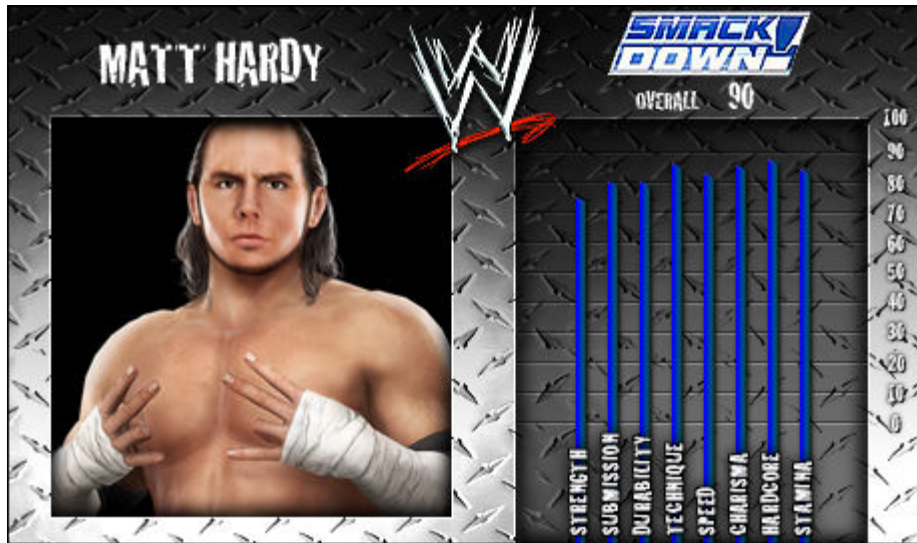 MATT HARDY
W
SMACK
DOWN!
OVERALL 90
100
90
80
70
60
50
40
30
20
10
0
STRENGTH
SUBMISSION
DURABILITY
TECHNIQUE
SPEED
CHARISMA
HARDCORE
STAMINA